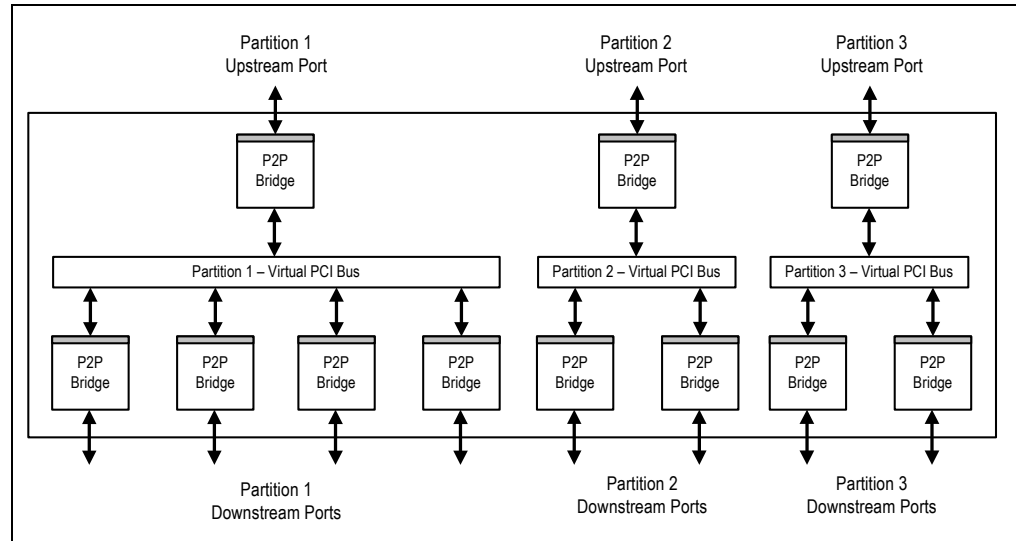 Partition 1
Upstream Port
Partition 2
Upstream Port
Partition 3
Upstream Port
P2P
Bridge
P2P
Bridge
P2P
Bridge
Partition 1 – Virtual PCI Bus
Partition 2 – Virtual PCI Bus
Partition 3 – Virtual PCI Bus
P2P
Bridge
P2P
Bridge
P2P
Bridge
P2P
Bridge
P2P
Bridge
P2P
Bridge
P2P
Bridge
P2P
Bridge
Partition 1
Downstream Ports
Partition 2
Downstream Ports
Partition 3
Downstream Ports